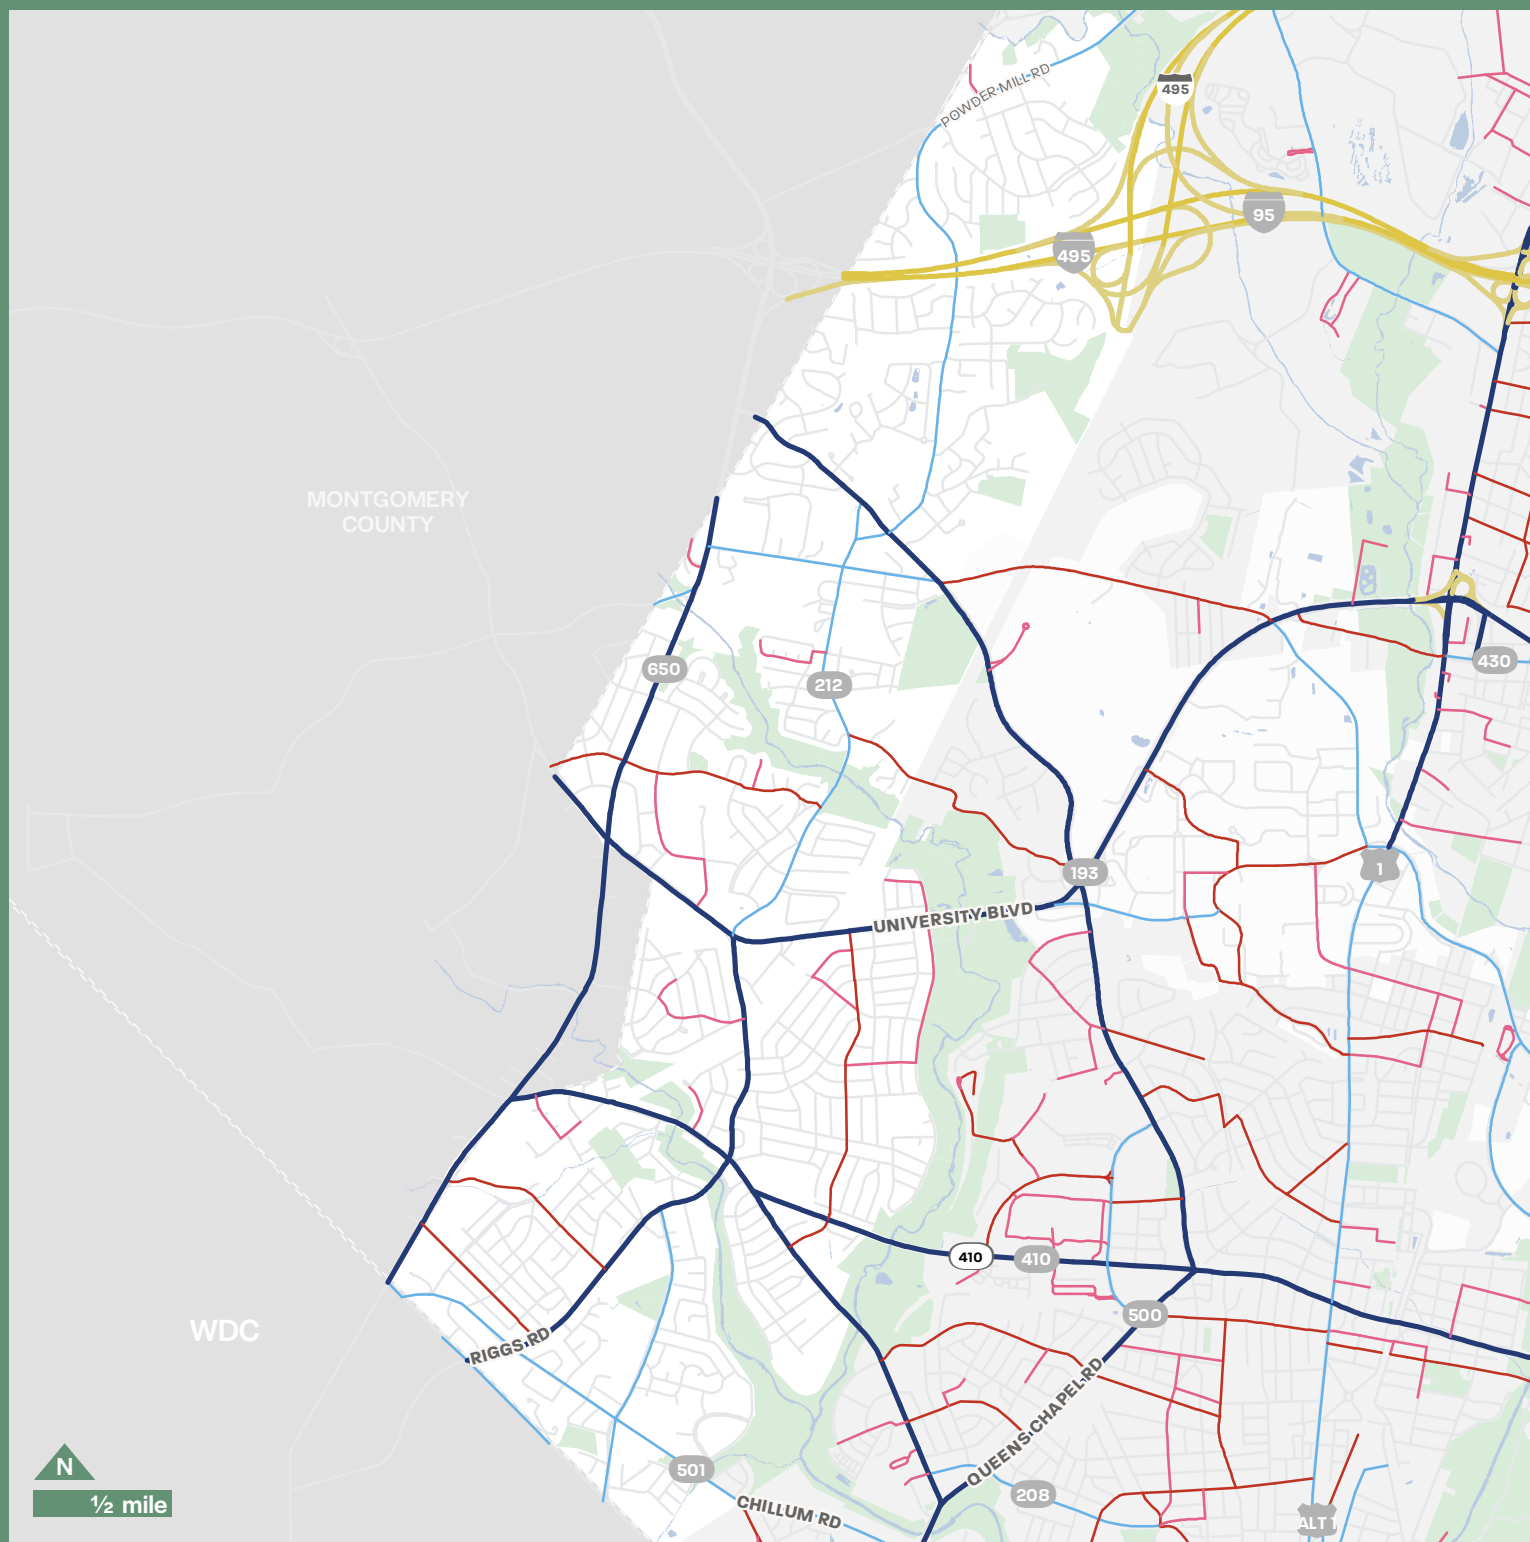 POWDER MILL RD
495
95
495
MONTGOMERY
COUNTY
650
212
430
193
1
UNIVERSITY BLVD
410
410
500
WDC
RIGGS RD
QUEENS CHAPEL RD
501
208
CHILLUM RD
ALT 1
N
½ mile